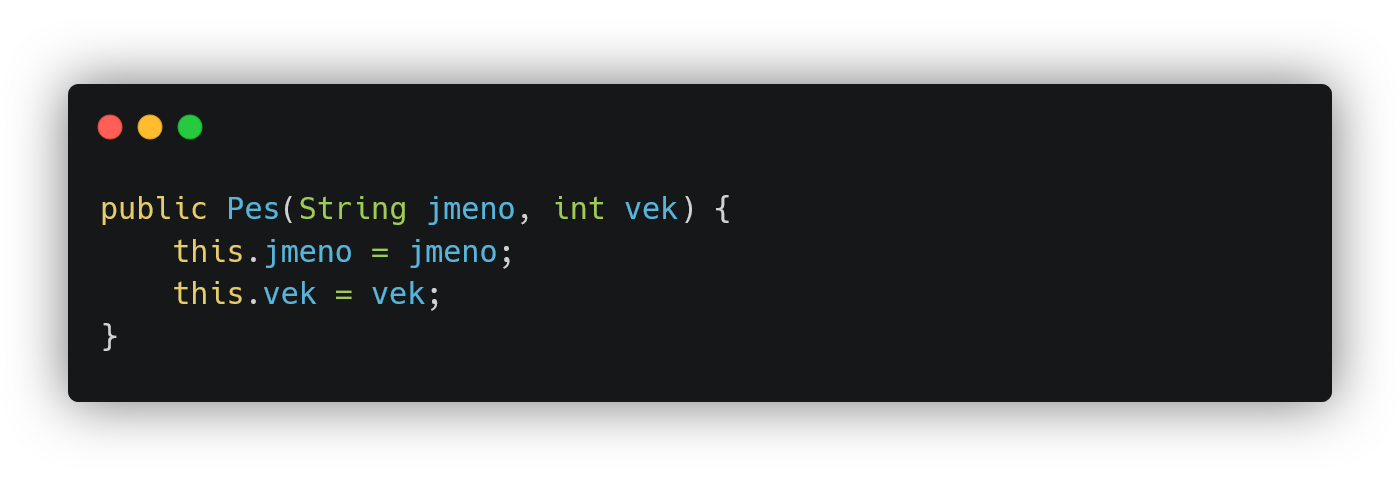 public Pes(String jmeno, int vek) {
    this.jmeno = jmeno;
    this.vek = vek;
}